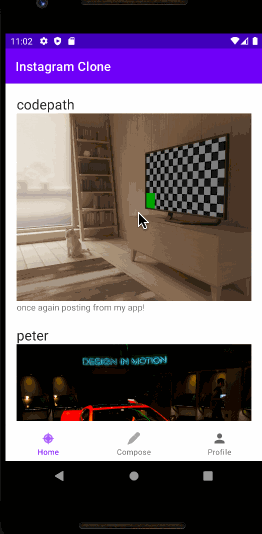 11:02
Instagram Clone
codepath
once again posting from my app!
peter
DESIGN IN MOTION
Home
Compose
Profile